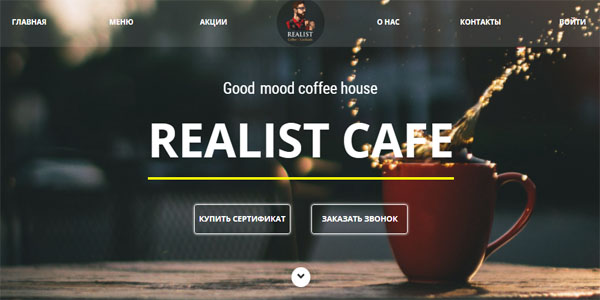 ГЛАВНАЯ МЕНЮ АКЦИИ О НАС КОНТАКТЫ ВОЙТИ
REALIST
Good mood coffee house
REALIST CAFE
КУПИТЬ СЕРТИФИКАТ ЗАКАЗАТЬ ЗВОНОК